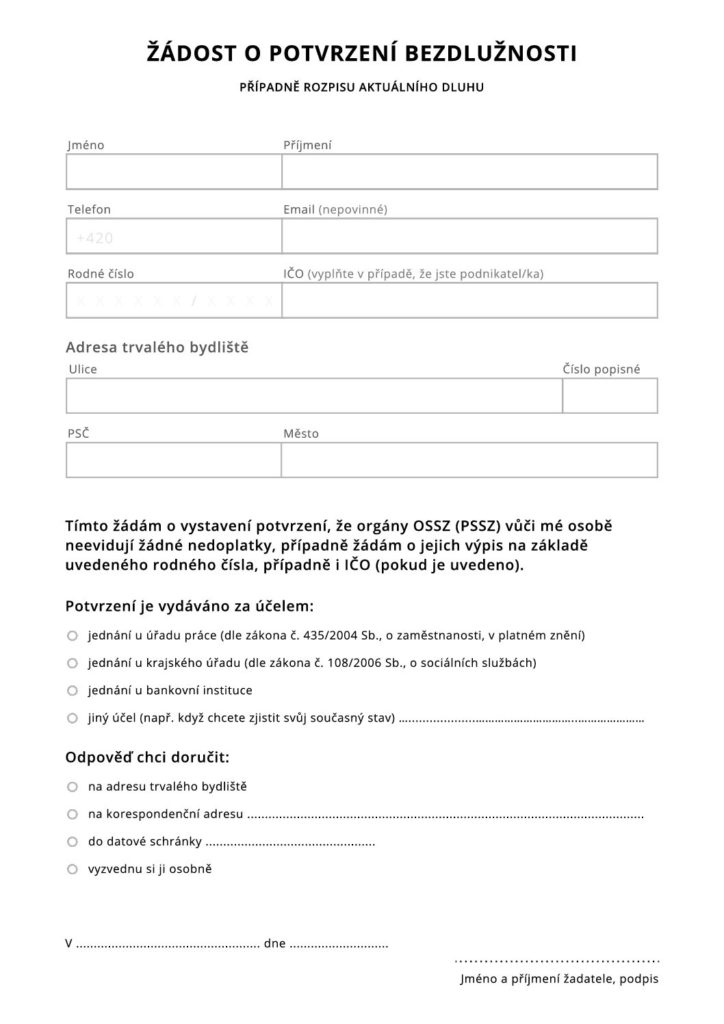 ŽÁDOST O POTVRZENÍ BEZDLUŽNOSTI
PŘÍPADNĚ ROZPISU AKTUÁLNÍHO DLUHU
Jméno Příjmení
Telefon Email (nepovinné)
+420
Rodné číslo IČO (vyplňte v případě, že jste podnikatel/ka)
X X X X X X / X X X X
Adresa trvalého bydliště
Ulice Číslo popisné
PSČ Město
Tímto žádám o vystavení potvrzení, že orgány OSSZ (PSSZ) vůči mé osobě
neevidují žádné nedoplatky, případně žádám o jejich výpis na základě
uvedeného rodného čísla, případně i IČO (pokud je uvedeno).
Potvrzení je vydáváno za účelem:
jednání u úřadu práce (dle zákona č. 435/2004 Sb., o zaměstnanosti, v platném znění)
jednání u krajského úřadu (dle zákona č. 108/2006 Sb., o sociálních službách)
jednání u bankovní instituce
jiný účel (např. když chcete zjistit svůj současný stav) ......................................................................
Odpověď chci doručit:
na adresu trvalého bydliště
na korespondenční adresu ................................................................................................................
do datové schránky ................................................
vyzvednu si ji osobně
V .................................................... dne ............................
......................................
Jméno a příjmení žadatele, podpis